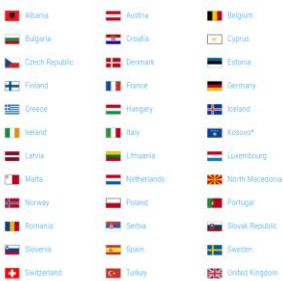 Albania Austria Belgium
Bulgaria Croatia Cyprus
Czech Republic Denmark Estonia
Finland France Germany
Greece Hungary Iceland
Ireland Italy Kosovo*
Latvia Lithuania Luxembourg
Malta Netherlands North Macedonia
Norway Poland Portugal
Romania Serbia Slovak Republic
Slovenia Spain Sweden
Switzerland Turkey United Kingdom